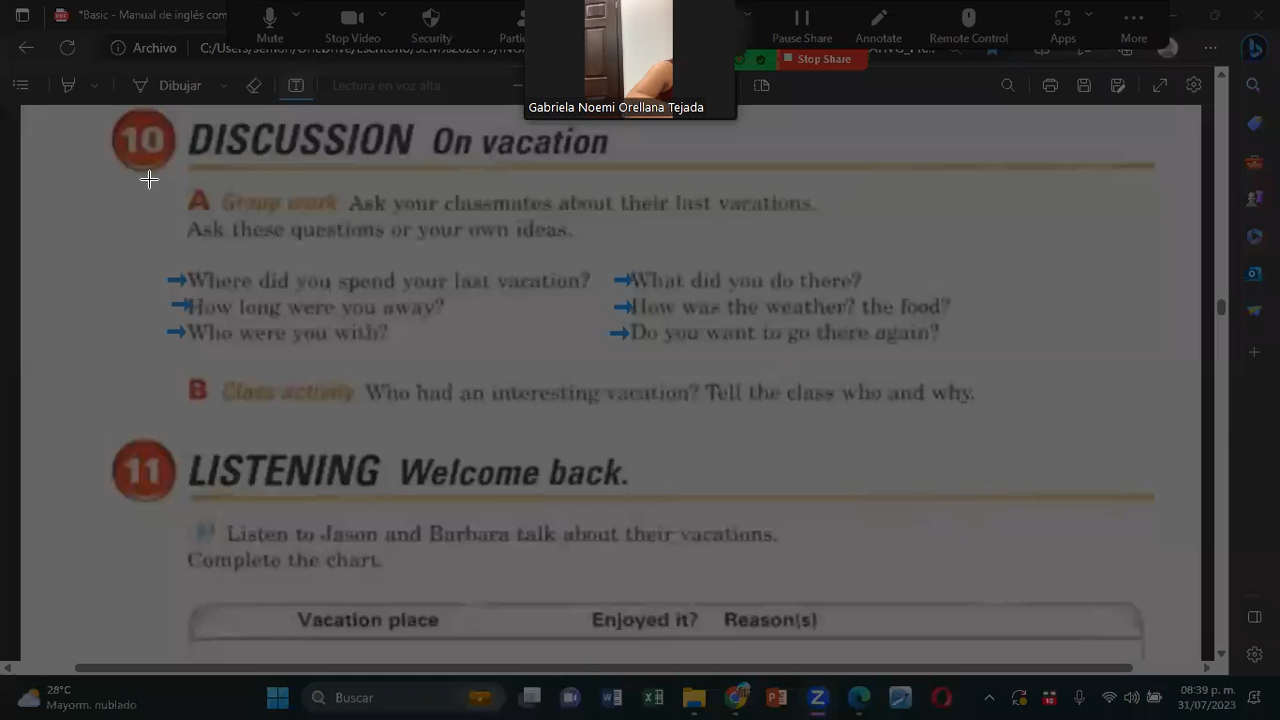 *Basic - Manual de inglés com
Mute
Stop Video
Security
Pause Share
Annotate
Remote Control
Apps
More
Archivo
Stop Share
Dibujar
Lectura en voz alta
Gabriela Noemi Orellana Tejada
10 DISCUSSION On vacation
A Group work Ask your classmates about their last vacations.
Ask these questions or your own ideas.
Where did you spend your last vacation?
What did you do there?
How long were you away?
How was the weather? the food?
Who were you with?
Do you want to go there again?
B Class activity Who had an interesting vacation? Tell the class who and why.
11 LISTENING Welcome back.
Listen to Jason and Barbara talk about their vacations.
Complete the chart.
Vacation place Enjoyed it? Reason(s)
28°C
Mayorm. nublado
Buscar
08:39 p. m.
31/07/2023